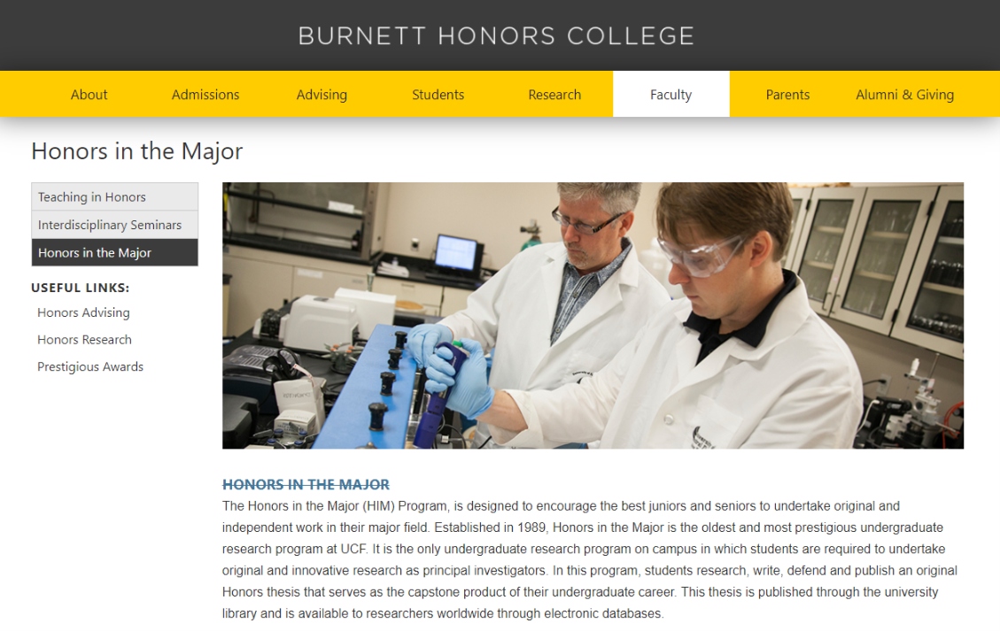 BURNETT HONORS COLLEGE
About Admissions Advising Students Research Faculty Parents Alumni & Giving
Honors in the Major
Teaching in Honors
Interdisciplinary Seminars
Honors in the Major
USEFUL LINKS:
Honors Advising
Honors Research
Prestigious Awards
HONORS IN THE MAJOR
The Honors in the Major (HIM) Program, is designed to encourage the best juniors and seniors to undertake original and
independent work in their major field. Established in 1989, Honors in the Major is the oldest and most prestigious undergraduate
research program at UCF. It is the only undergraduate research program on campus in which students are required to undertake
original and innovative research as principal investigators. In this program, students research, write, defend and publish an original
Honors thesis that serves as the capstone product of their undergraduate career. This thesis is published through the university
library and is available to researchers worldwide through electronic databases.